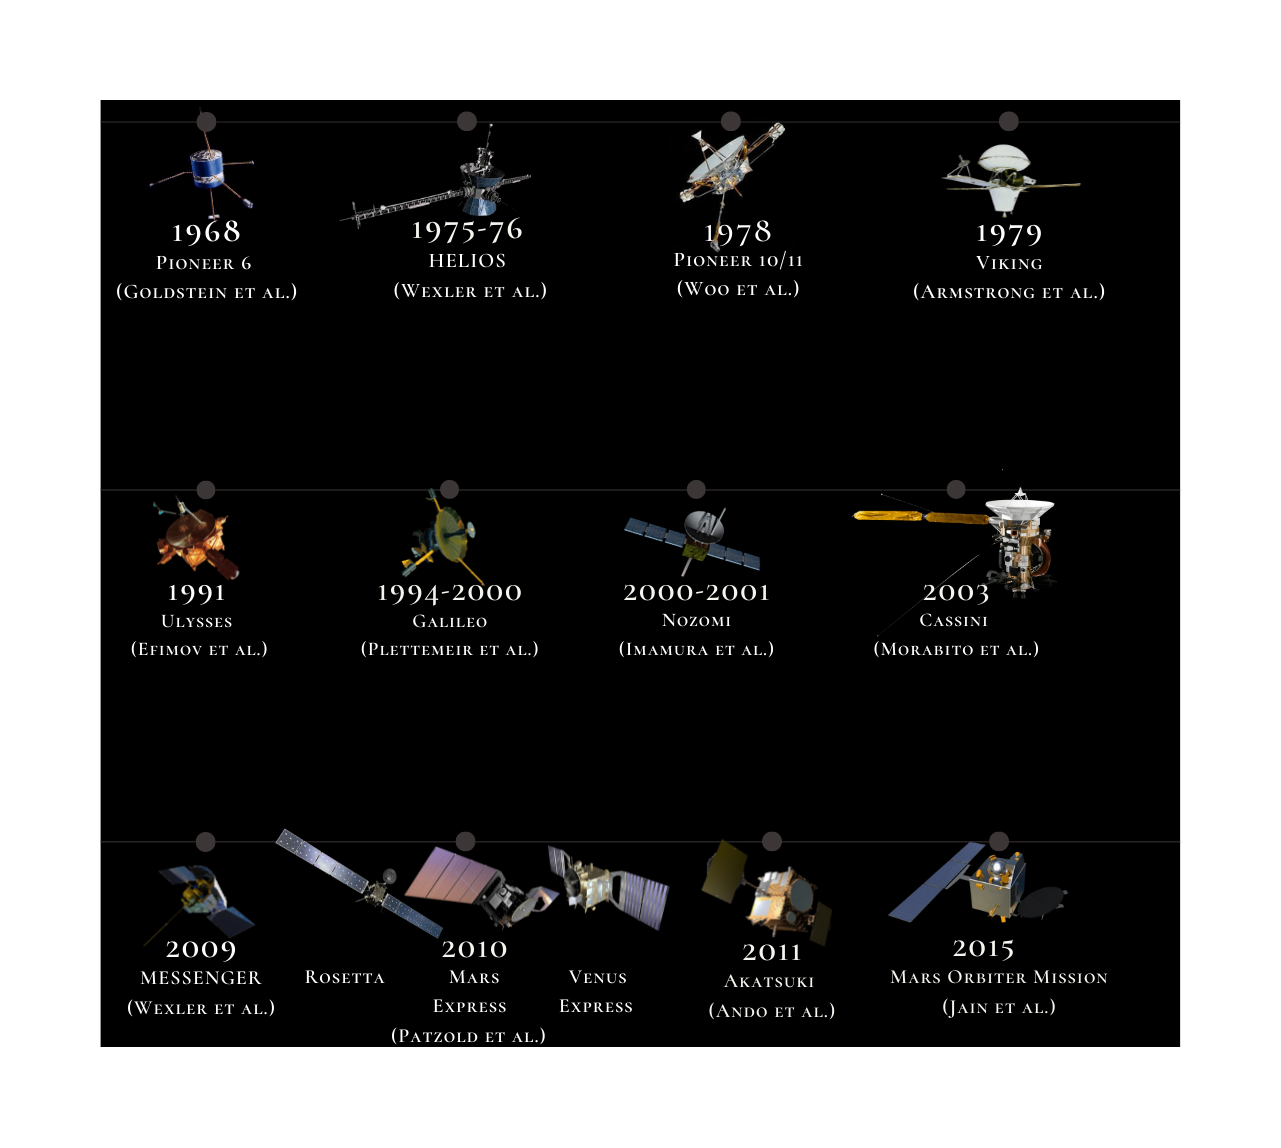 1968
Pioneer 6
(Goldstein et al.)
1975-76
HELIOS
(Wexler et al.)
1978
Pioneer 10/11
(Woo et al.)
1979
Viking
(Armstrong et al.)
1991
Ulysses
(Efimov et al.)
1994-2000
Galileo
(Plettemeir et al.)
2000-2001
Nozomi
(Imamura et al.)
2003
Cassini
(Morabito et al.)
2009
MESSENGER
(Wexler et al.)
2010
Rosetta
Mars
Express
Venus
Express
(Patzold et al.)
2011
Akatsuki
(Ando et al.)
2015
Mars Orbiter Mission
(Jain et al.)